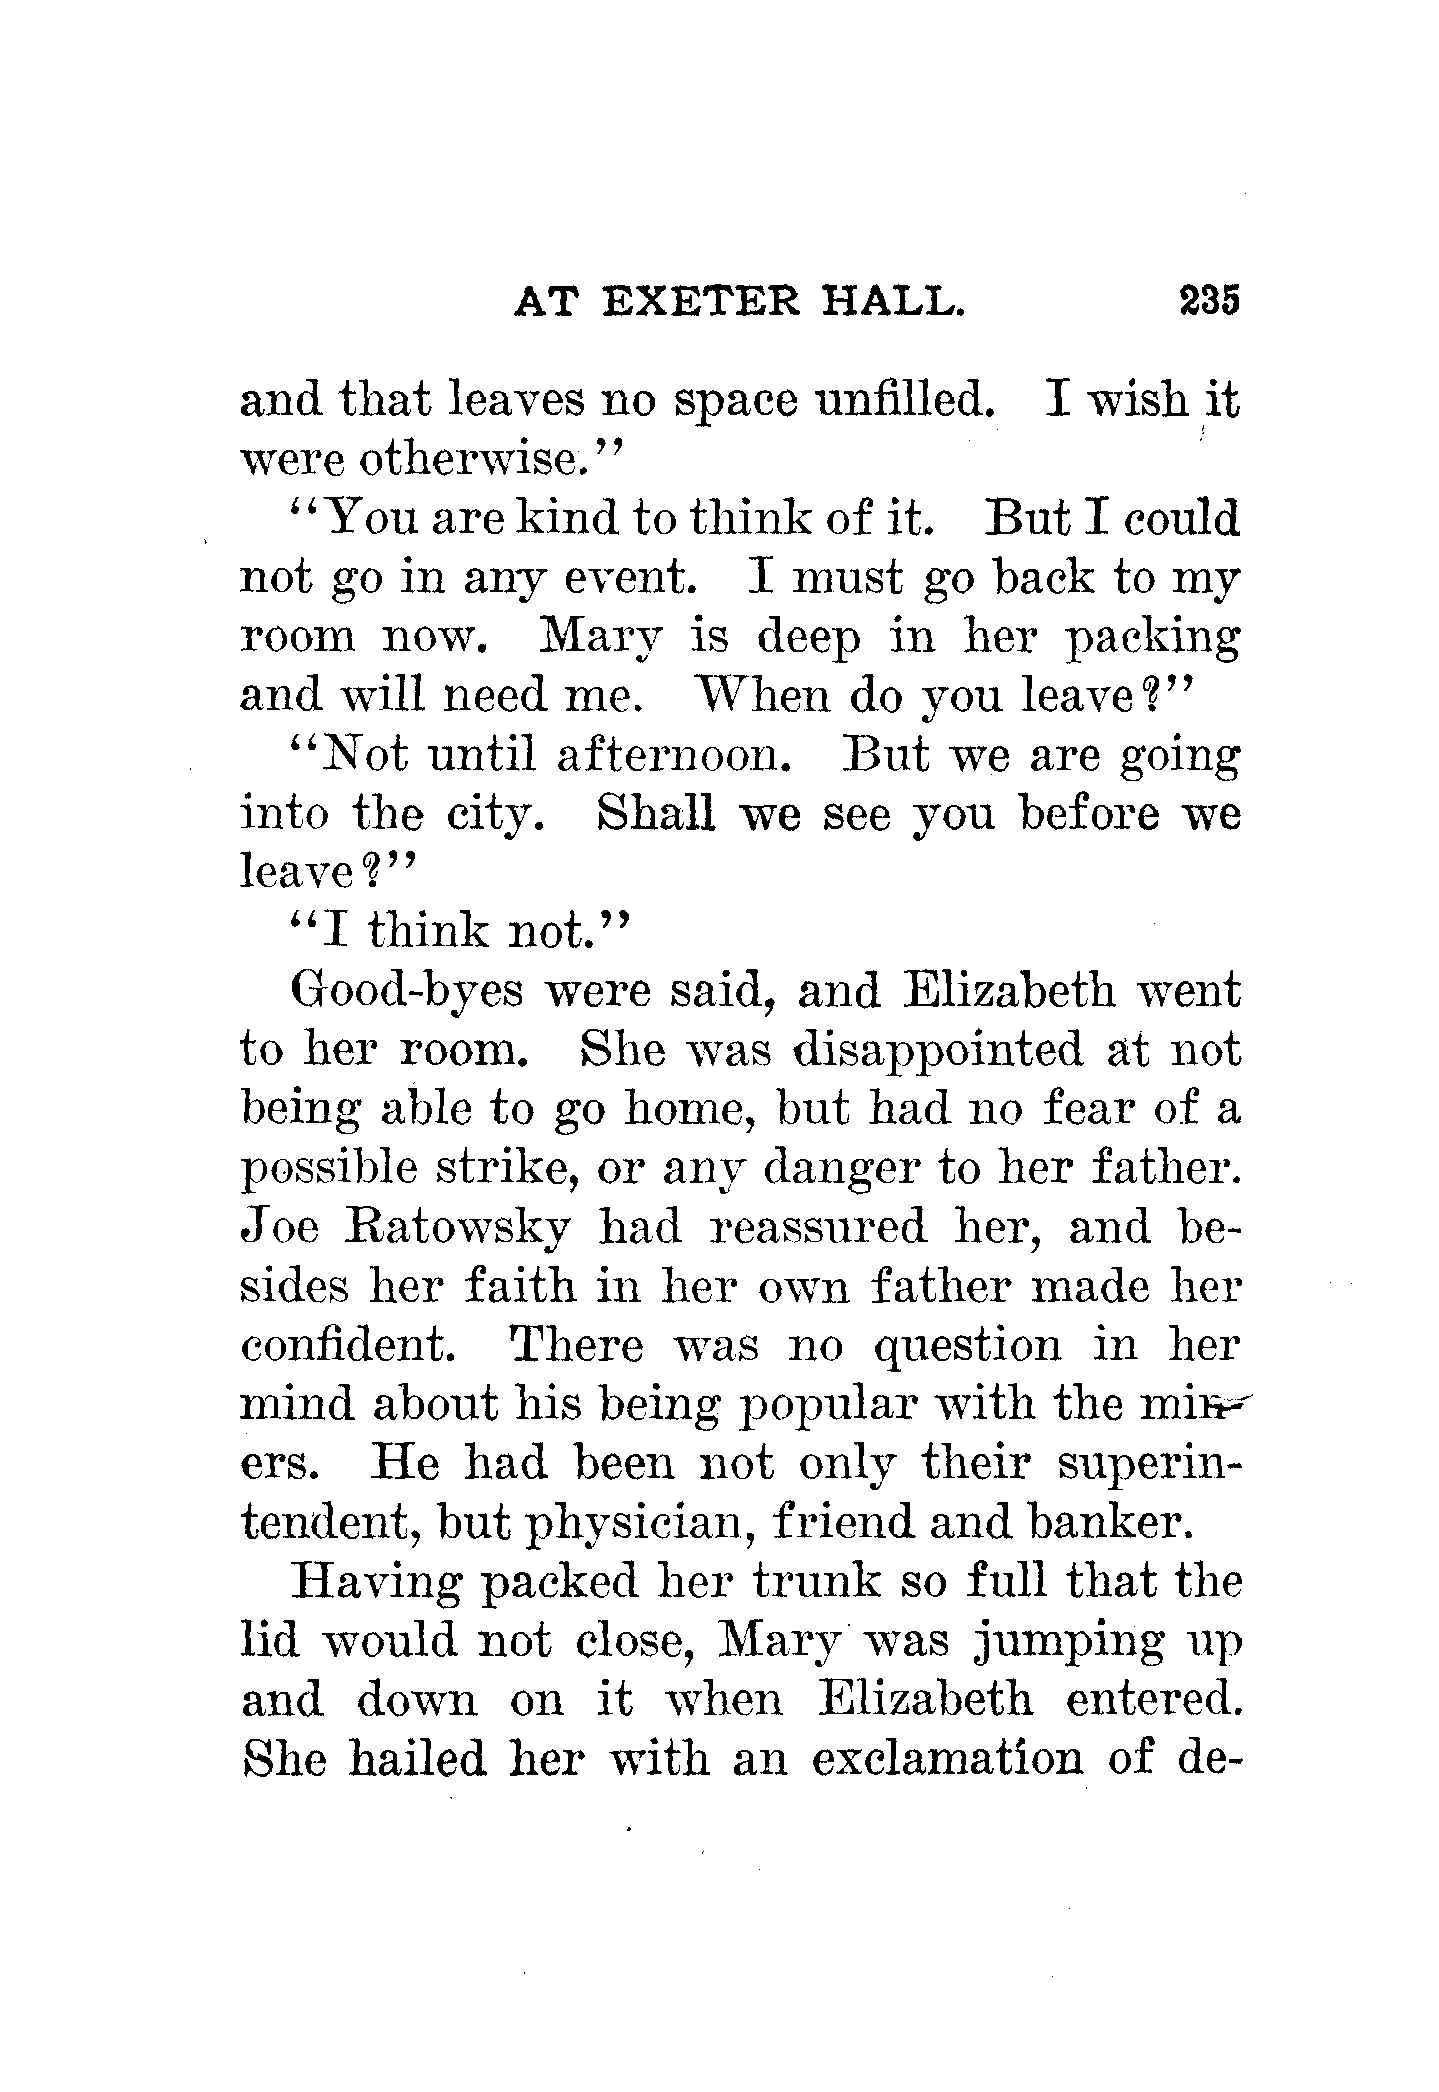 AT EXETER HALL. 235
and that leaves no space unfilled. I wish it
were otherwise."
"You are kind to think of it. But I could
not go in any event. I must go back to my
room now. Mary is deep in her packing
and will need me. When do you leave?"
"Not until afternoon. But we are going
into the city. Shall we see you before we
leave?"
"I think not."
Good-byes were said, and Elizabeth went
to her room. She was disappointed at not
being able to go home, but had no fear of a
possible strike, or any danger to her father.
Joe Ratowsky had reassured her, and be-
sides her faith in her own father made her
confident. There was no question in her
mind about his being popular with the min-
ers. He had been not only their superin-
tendent, but physician, friend and banker.
Having packed her trunk so full that the
lid would not close, Mary was jumping up
and down on it when Elizabeth entered.
She hailed her with an exclamation of de-